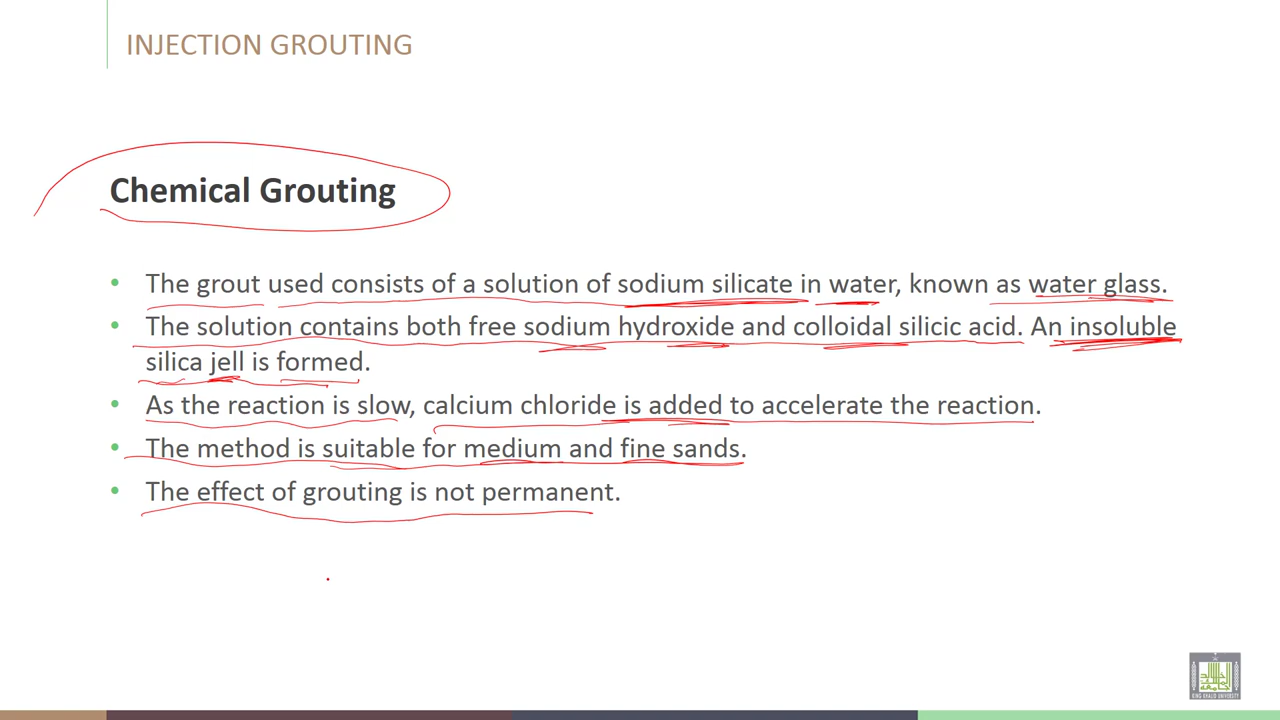 INJECTION GROUTING
Chemical Grouting
• The grout used consists of a solution of sodium silicate in water, known as water glass.
• The solution contains both free sodium hydroxide and colloidal silicic acid. An insoluble
silica jell is formed.
• As the reaction is slow, calcium chloride is added to accelerate the reaction.
• The method is suitable for medium and fine sands.
• The effect of grouting is not permanent.
KING KHALID UNIVERSITY